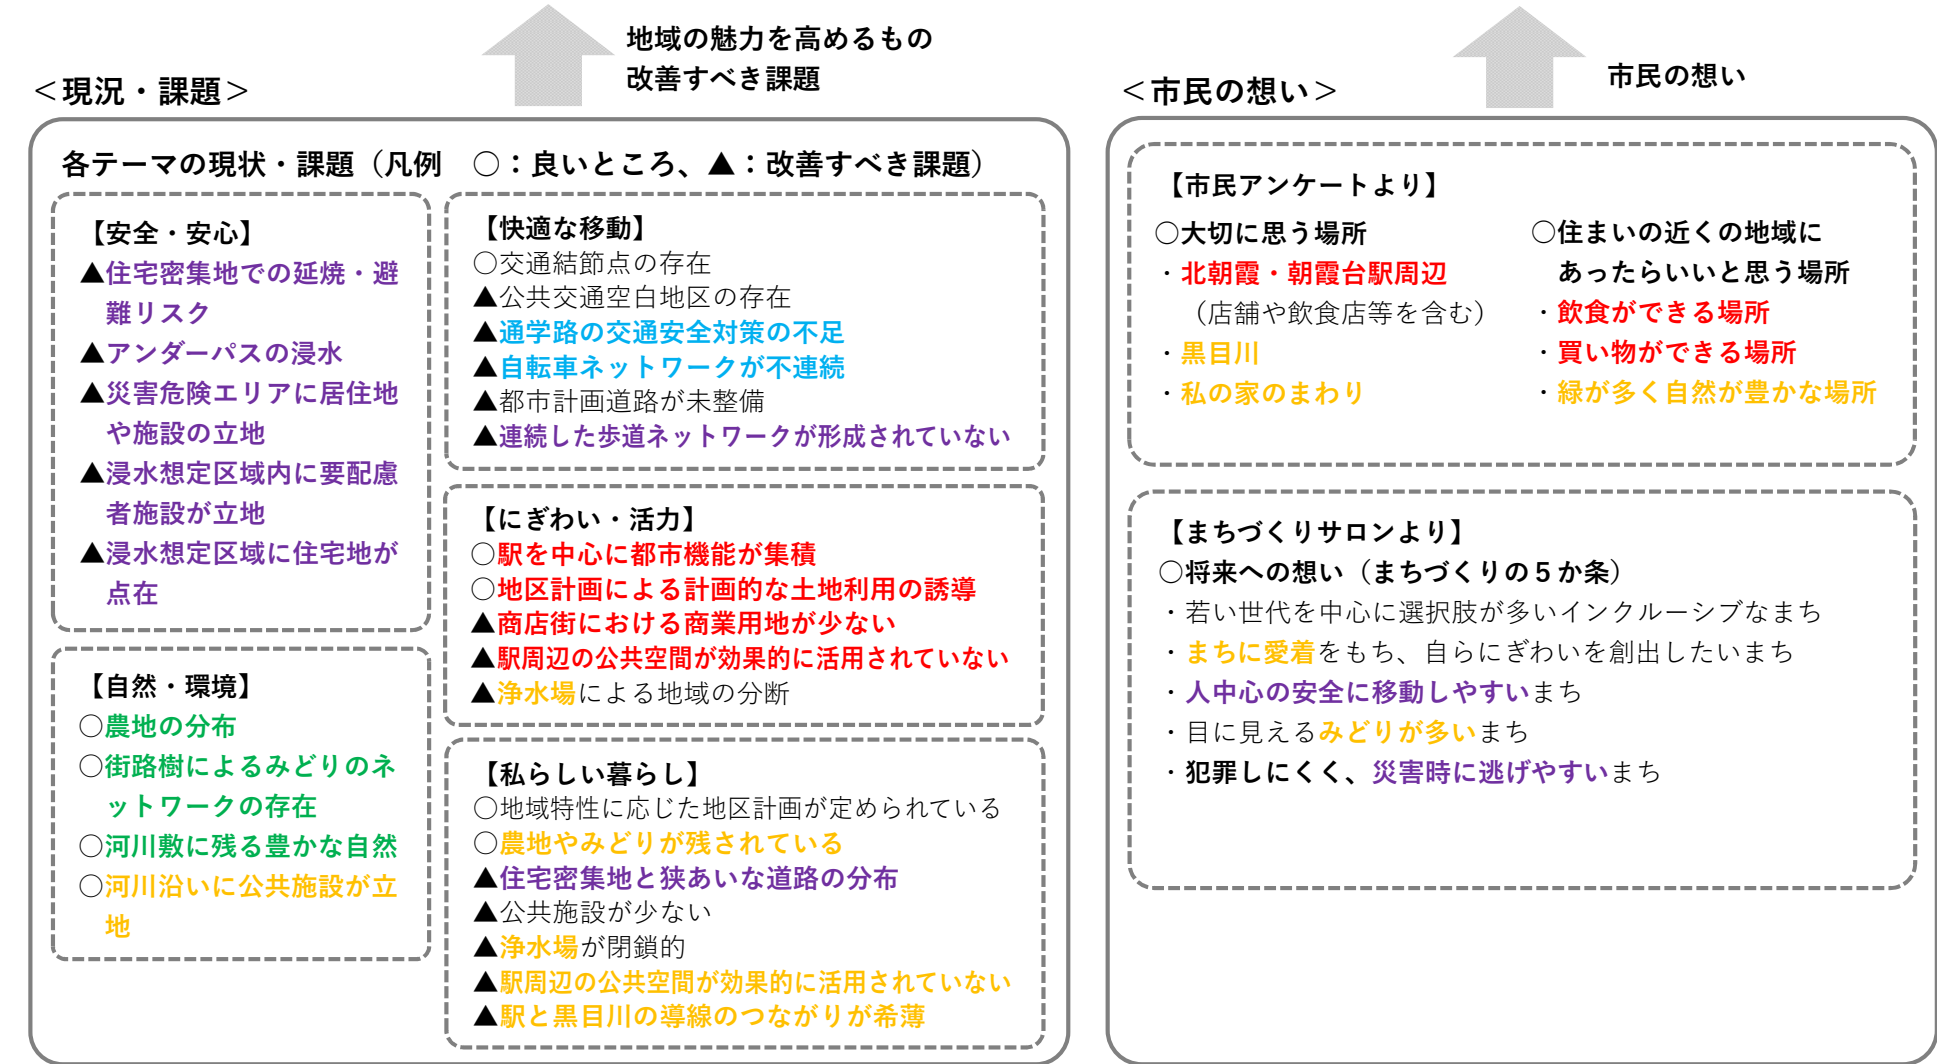 地域の魅力を高めるもの
改善すべき課題
＜現況・課題＞
各テーマの現状・課題（凡例　○：良いところ、▲：改善すべき課題）
【安全・安心】
▲住宅密集地での延焼・避
難リスク
▲アンダーパスの浸水
▲災害危険エリアに居住地
や施設の立地
▲浸水想定区域内に要配慮
者施設が立地
▲浸水想定区域に住宅地が
点在
【自然・環境】
○農地の分布
○街路樹によるみどりのネ
ットワークの存在
○河川敷に残る豊かな自然
○河川沿いに公共施設が立
地
【快適な移動】
○交通結節点の存在
▲公共交通空白地区の存在
▲通学路の交通安全対策の不足
▲自転車ネットワークが不連続
▲都市計画道路が未整備
▲連続した歩道ネットワークが形成されていない
【にぎわい・活力】
○駅を中心に都市機能が集積
○地区計画による計画的な土地利用の誘導
▲商店街における商業用地が少ない
▲駅周辺の公共空間が効果的に活用されていない
▲浄水場による地域の分断
【私らしい暮らし】
○地域特性に応じた地区計画が定められている
○農地やみどりが残されている
▲住宅密集地と狭あいな道路の分布
▲公共施設が少ない
▲浄水場が閉鎖的
▲駅周辺の公共空間が効果的に活用されていない
▲駅と黒目川の導線のつながりが希薄
市民の想い
＜市民の想い＞
【市民アンケートより】
○大切に思う場所
・北朝霞・朝霞台駅周辺
（店舗や飲食店等を含む）
・黒目川
・私の家のまわり
○住まいの近くの地域に
あったらいいと思う場所
・飲食ができる場所
・買い物ができる場所
・緑が多く自然が豊かな場所
【まちづくりサロンより】
○将来への想い（まちづくりの５か条）
・若い世代を中心に選択肢が多いインクルーシブなまち
・まちに愛着をもち、自らにぎわいを創出したいまち
・人中心の安全に移動しやすいまち
・目に見えるみどりが多いまち
・犯罪しにくく、災害時に逃げやすいまち